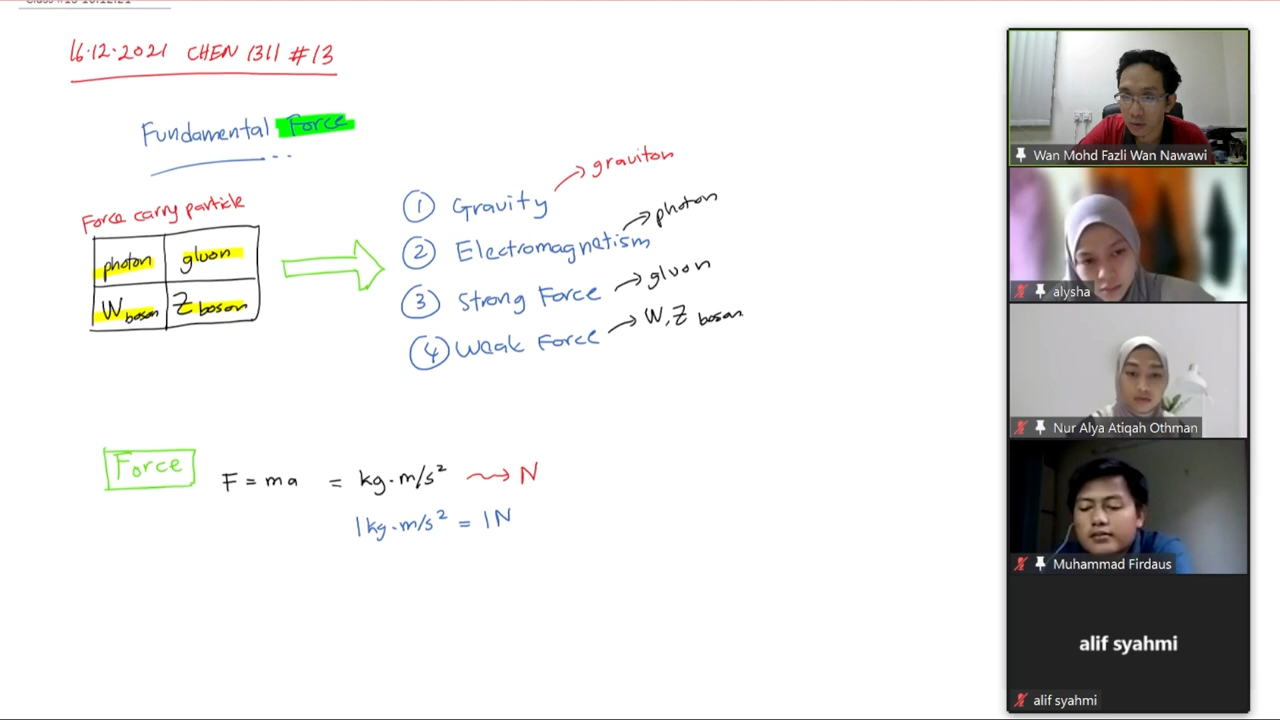 16.12.2021 CHEN 1311 #13
Fundamental Force
Force carry particle
photon gluon
W boson Z boson
① Gravity → graviton
② Electromagnetism → photon
③ Strong Force → gluon
④ Weak Force → W, Z boson
Force
F = ma = kg·m/s² → N
1 kg·m/s² = 1N
Wan Mohd Fazli Wan Nawawi
alysha
Nur Alya Atiqah Othman
Muhammad Firdaus
alif syahmi
alif syahmi